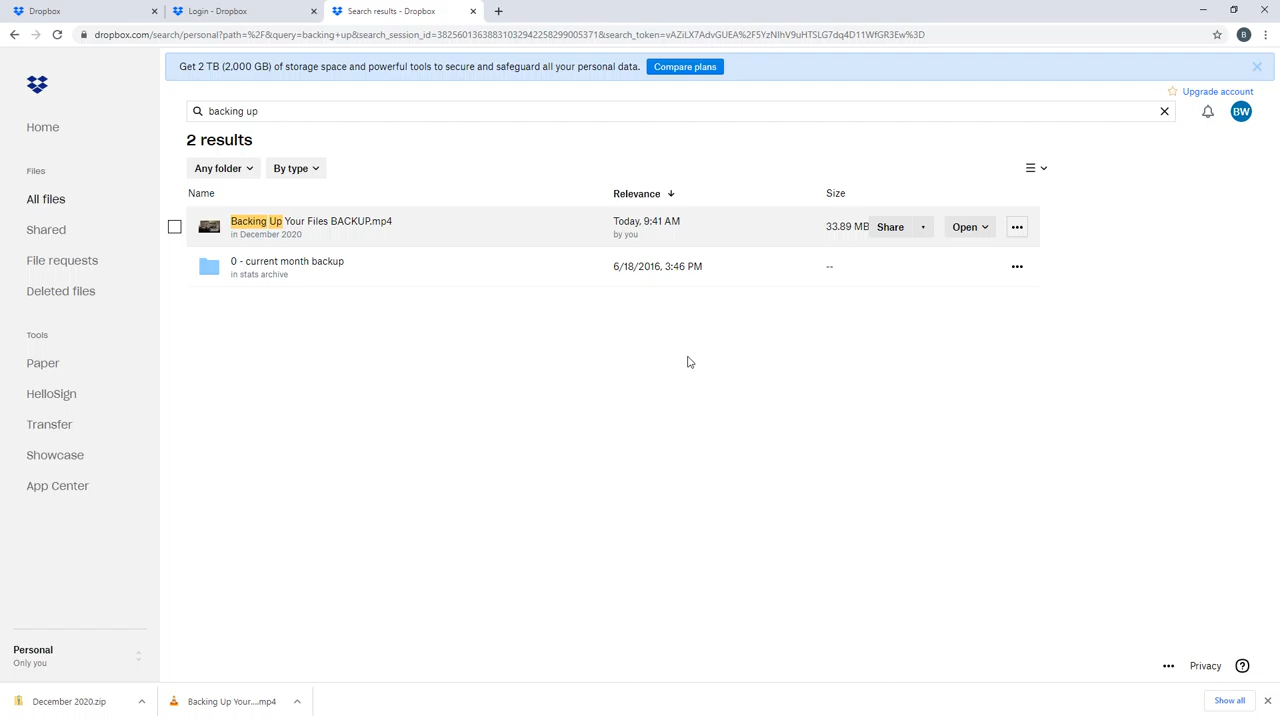 Dropbox
Login - Dropbox
Search results - Dropbox
dropbox.com/search/personal?path=%2F&query=backing+up&search_session_id=38256013638831032942258299005371&search_token=vAZiLX7AdvGUEA%2F5YzNIhV9uHTSLG7dq4D11WfGR3Ew%3D
B
Get 2 TB (2,000 GB) of storage space and powerful tools to secure and safeguard all your personal data.
Compare plans
Upgrade account
backing up
BW
Home
2 results
Files
Any folder
By type
All files
Name
Relevance
Size
Shared
Backing Up Your Files BACKUP.mp4
in December 2020
Today, 9:41 AM
by you
33.89 MB
Share
Open
File requests
0 - current month backup
in stats archive
6/18/2016, 3:46 PM
--
Deleted files
Tools
Paper
HelloSign
Transfer
Showcase
App Center
Personal
Only you
Privacy
December 2020.zip
Backing Up Your....mp4
Show all